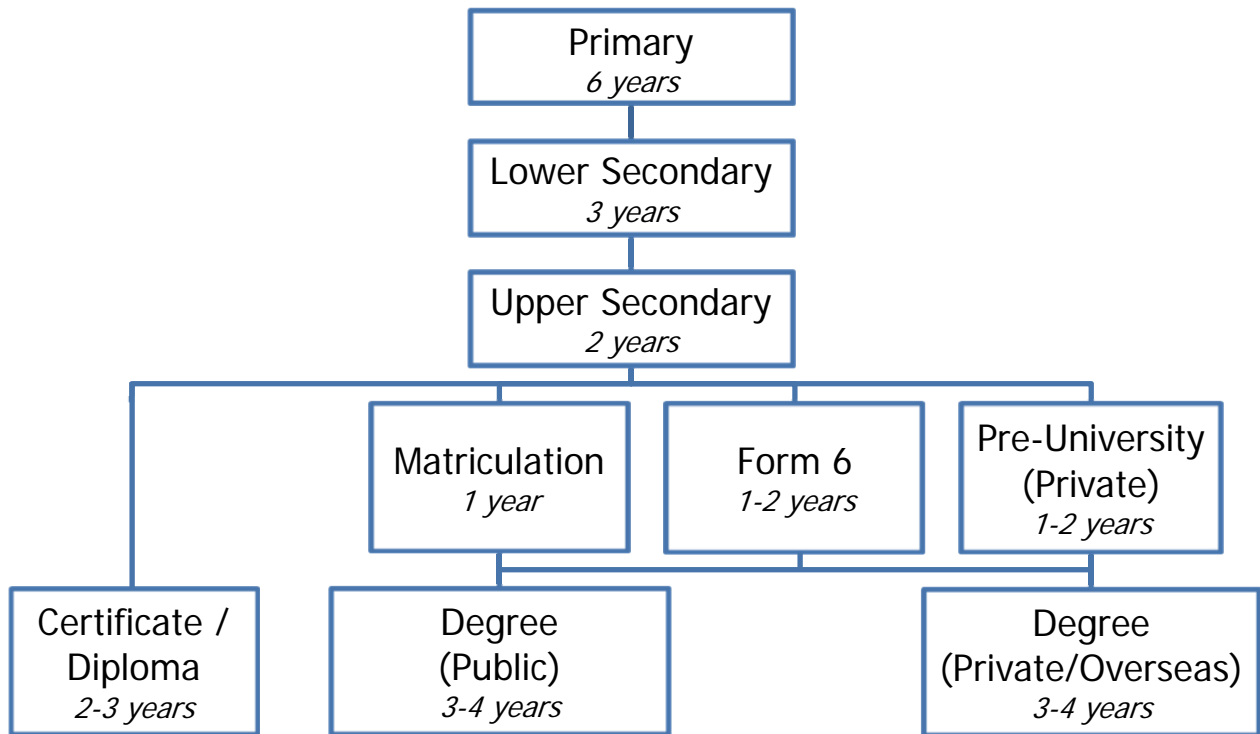 Primary
6 years
Lower Secondary
3 years
Upper Secondary
2 years
Matriculation
1 year
Form 6
1-2 years
Pre-University
(Private)
1-2 years
Certificate /
Diploma
2-3 years
Degree
(Public)
3-4 years
Degree
(Private/Overseas)
3-4 years